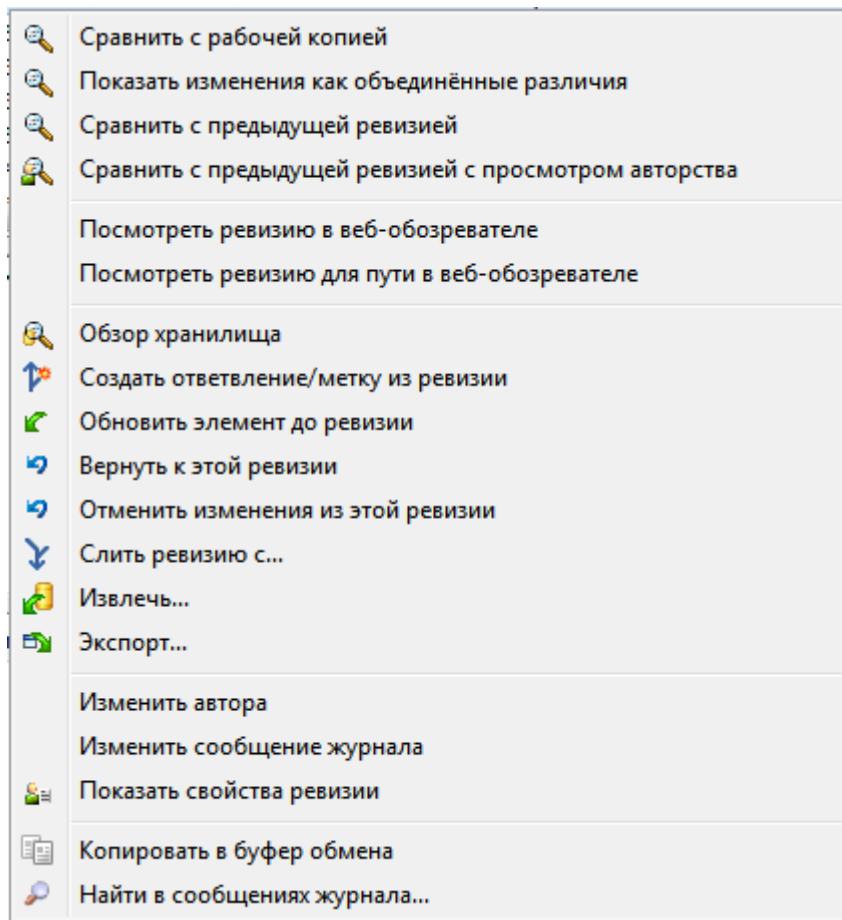 Сравнить с рабочей копией
Показать изменения как объединённые различия
Сравнить с предыдущей ревизией
Сравнить с предыдущей ревизией с просмотром авторства
Посмотреть ревизию в веб-обозревателе
Посмотреть ревизию для пути в веб-обозревателе
Обзор хранилища
Создать ответвление/метку из ревизии
Обновить элемент до ревизии
Вернуть к этой ревизии
Отменить изменения из этой ревизии
Слить ревизию с...
Извлечь...
Экспорт...
Изменить автора
Изменить сообщение журнала
Показать свойства ревизии
Копировать в буфер обмена
Найти в сообщениях журнала...